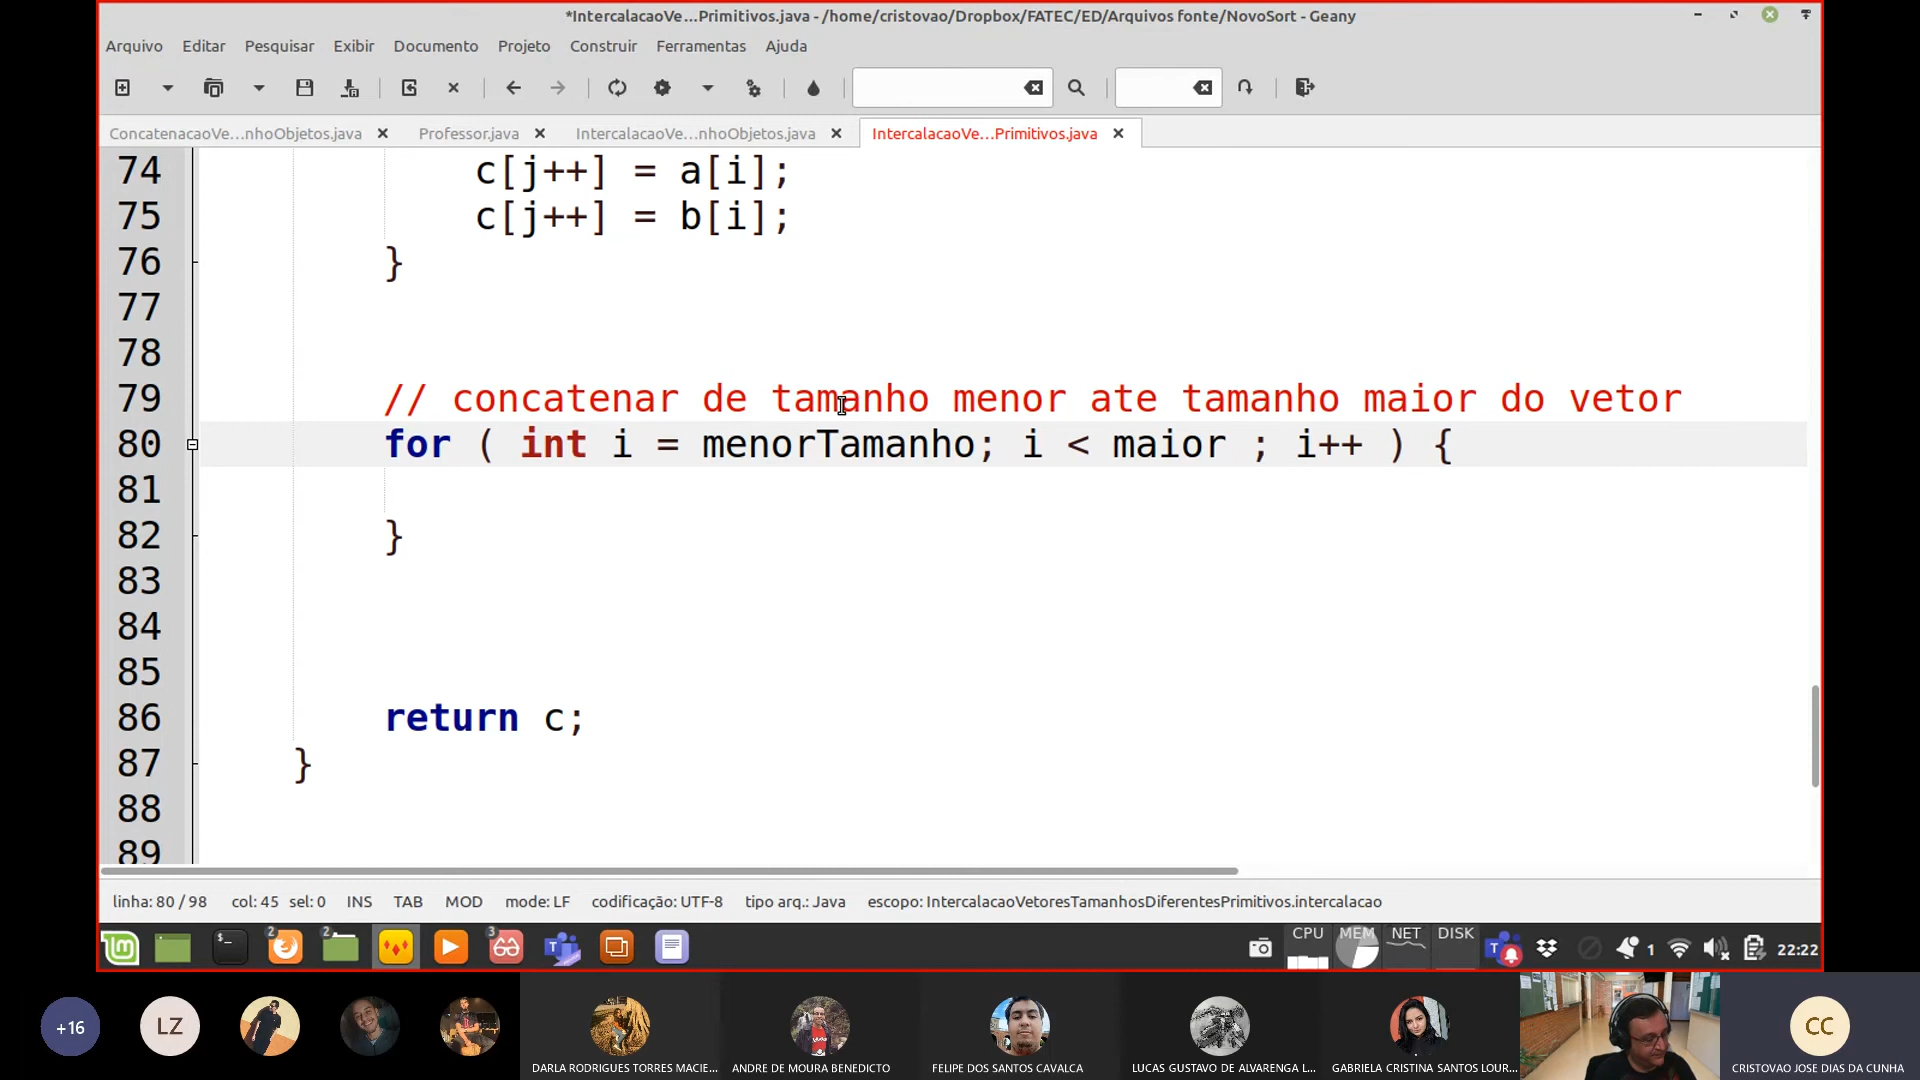 *IntercalacaoVe...Primitivos.java - /home/cristovao/Dropbox/FATEC/ED/Arquivos fonte/NovoSort - Geany
Arquivo Editar Pesquisar Exibir Documento Projeto Construir Ferramentas Ajuda
ConcatenacaoVe...nhoObjetos.java Professor.java IntercalacaoVe...nhoObjetos.java IntercalacaoVe...Primitivos.java
74 c[j++] = a[i];
75 c[j++] = b[i];
76 }
77
78
79 // concatenar de tamanho menor ate tamanho maior do vetor
80 for ( int i = menorTamanho; i < maior ; i++ ) {
81
82 }
83
84
85
86 return c;
87 }
88
89
linha: 80 / 98 col: 45 sel: 0 INS TAB MOD mode: LF codificação: UTF-8 tipo arq.: Java escopo: IntercalacaoVetoresTamanhosDiferentesPrimitivos.intercalacao
2 2 3 CPU MEM NET DISK 1 22:22
+16 LZ CC
DARLA RODRIGUES TORRES MACIE... ANDRE DE MOURA BENEDICTO FELIPE DOS SANTOS CAVALCA LUCAS GUSTAVO DE ALVARENGA L... GABRIELA CRISTINA SANTOS LOUR... CRISTOVAO JOSE DIAS DA CUNHA